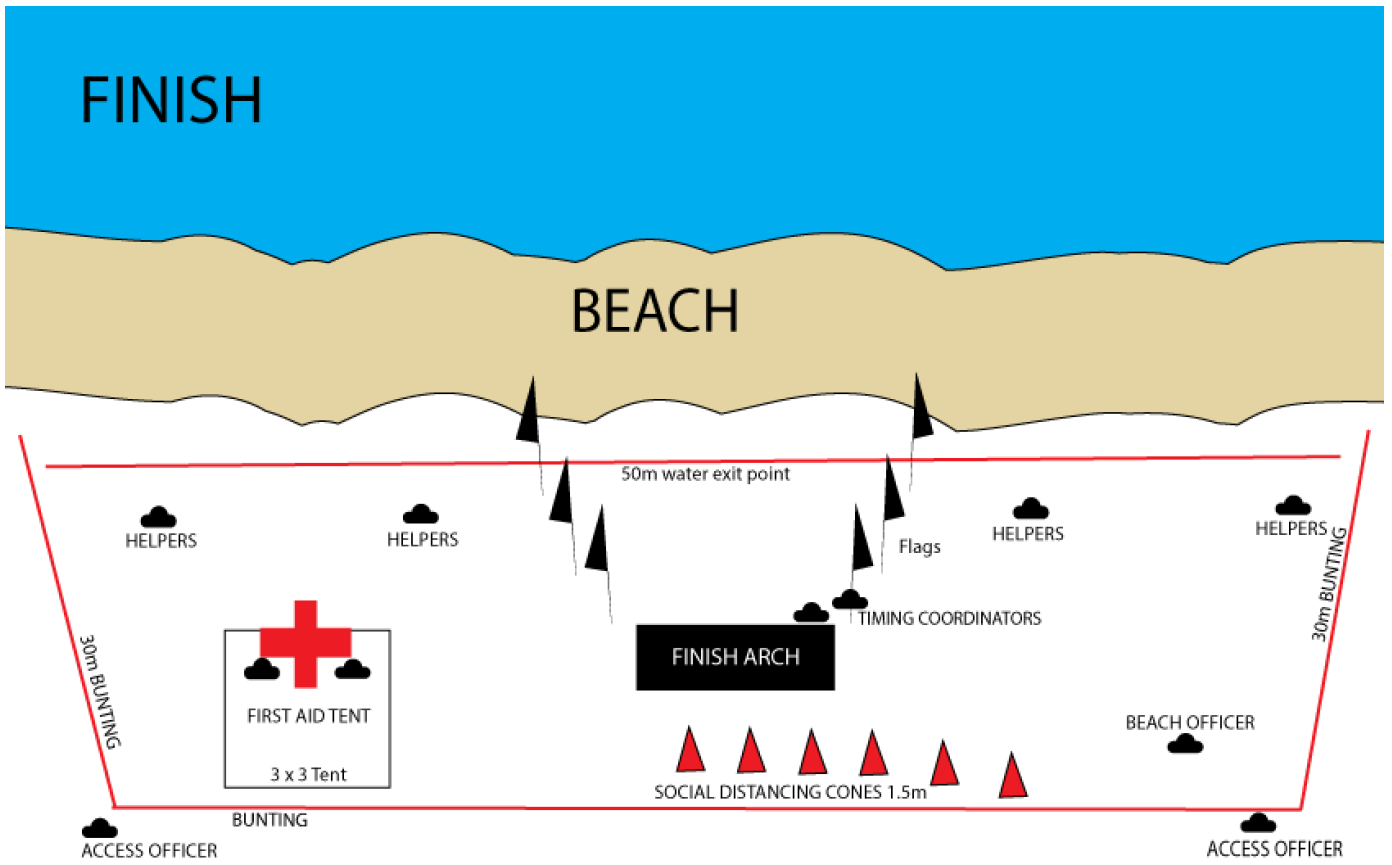 FINISH
BEACH
50m water exit point
HELPERS
HELPERS
HELPERS
HELPERS
Flags
30m BUNTING
30m BUNTING
TIMING COORDINATORS
FINISH ARCH
FIRST AID TENT
3 x 3 Tent
BEACH OFFICER
SOCIAL DISTANCING CONES 1.5m
BUNTING
ACCESS OFFICER
ACCESS OFFICER